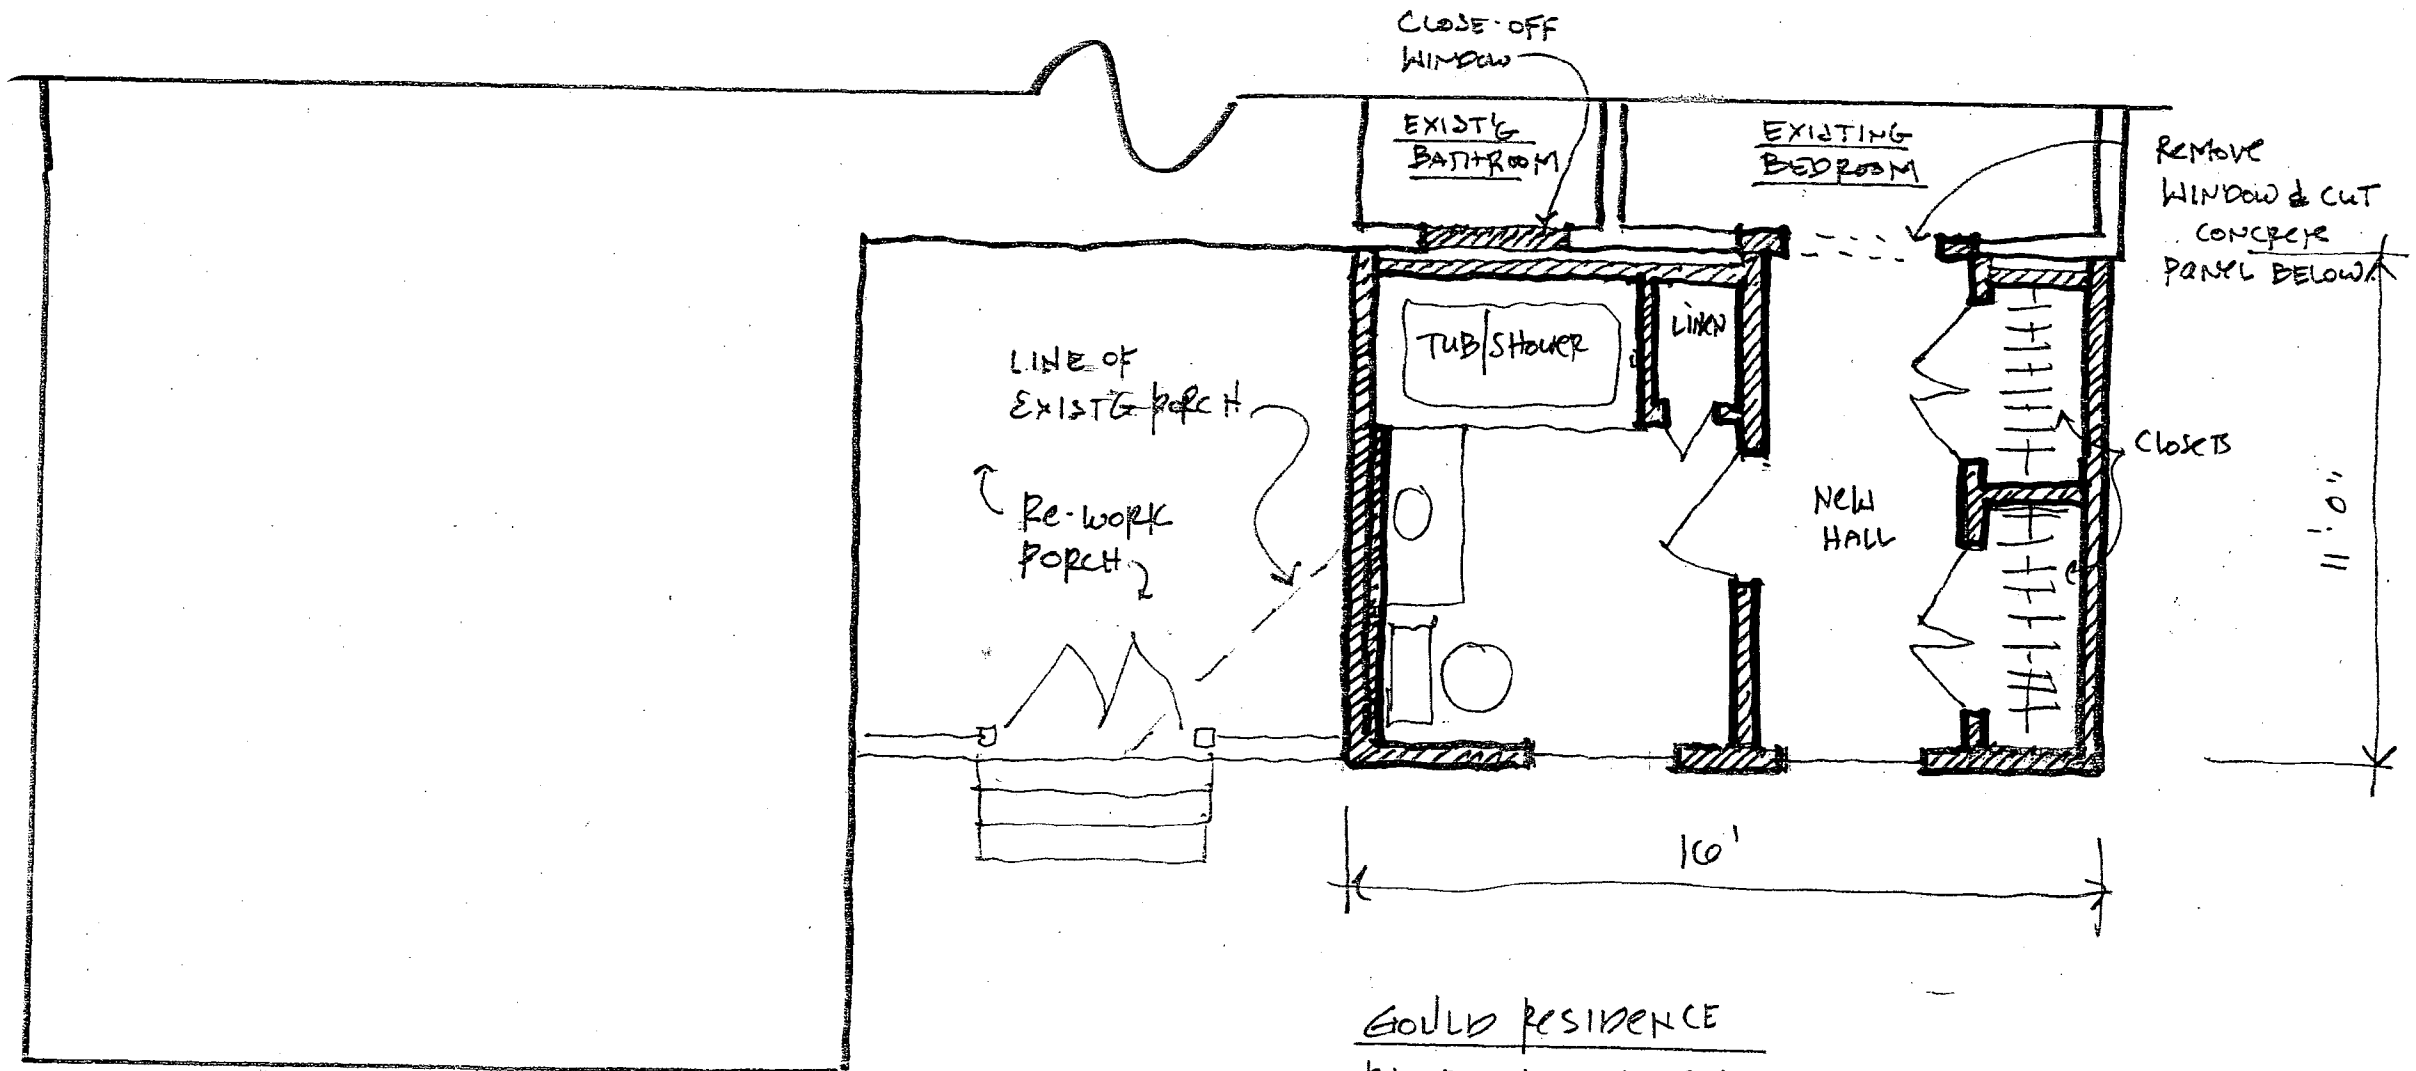 CLOSE-OFF
WINDOW
EXIST'G
BATHROOM
EXISTING
BEDROOM
REMOVE
WINDOW & CUT
CONCRETE
PANEL BELOW
TUB/SHOWER
LINEN
LINE OF
EXIST'G PORCH
RE-WORK
PORCH
NEW
HALL
CLOSETS
11'-0"
16'
GOULD RESIDENCE